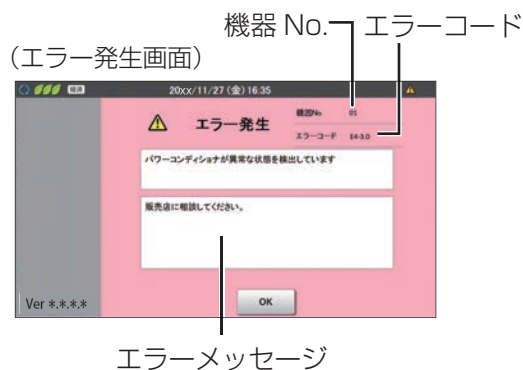 機器 No.
エラーコード
（エラー発生画面）
経済
20xx/11/27 (金) 16:35
エラー発生
機器No.
01
エラーコード
E4-3.0
パワーコンディショナが異常な状態を検出しています
販売店に相談してください。
OK
Ver *.*.*.*
エラーメッセージ